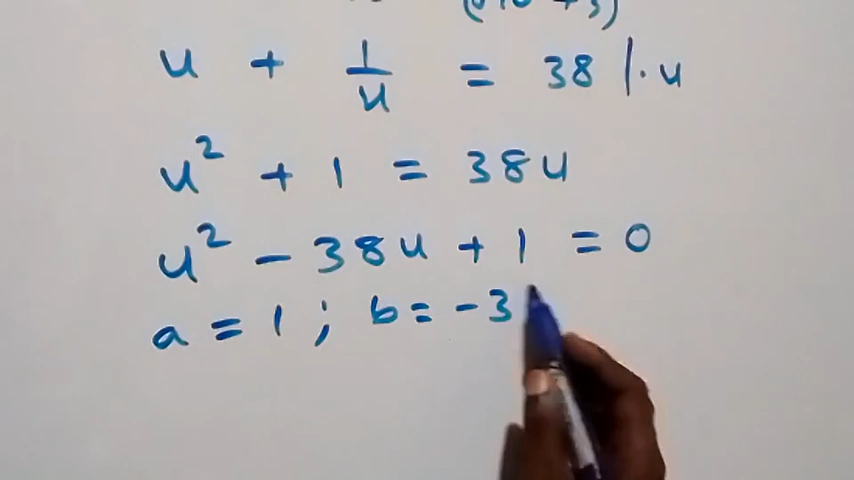 u + 1/u = 38 | · u
u² + 1 = 38u
u² - 38u + 1 = 0
a = 1 ; b = -3